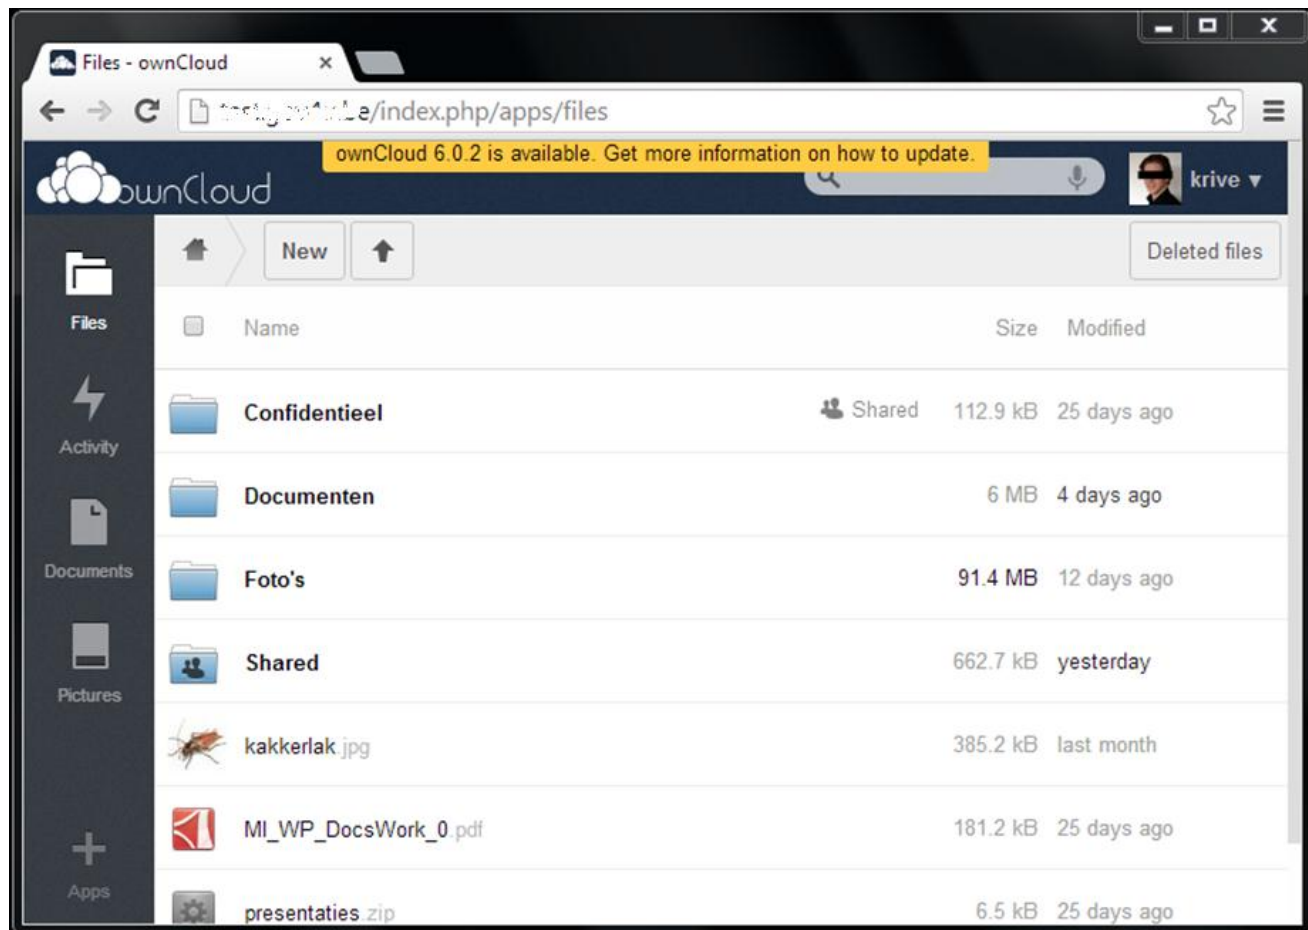 Files - ownCloud
/index.php/apps/files
ownCloud 6.0.2 is available. Get more information on how to update.
ownCloud
krive
New
Deleted files
Files
Name Size Modified
Confidentieel Shared 112.9 kB 25 days ago
Activity
Documenten 6 MB 4 days ago
Documents
Foto's 91.4 MB 12 days ago
Shared 662.7 kB yesterday
Pictures
kakkerlak.jpg 385.2 kB last month
MI_WP_DocsWork_0.pdf 181.2 kB 25 days ago
Apps
presentaties.zip 6.5 kB 25 days ago